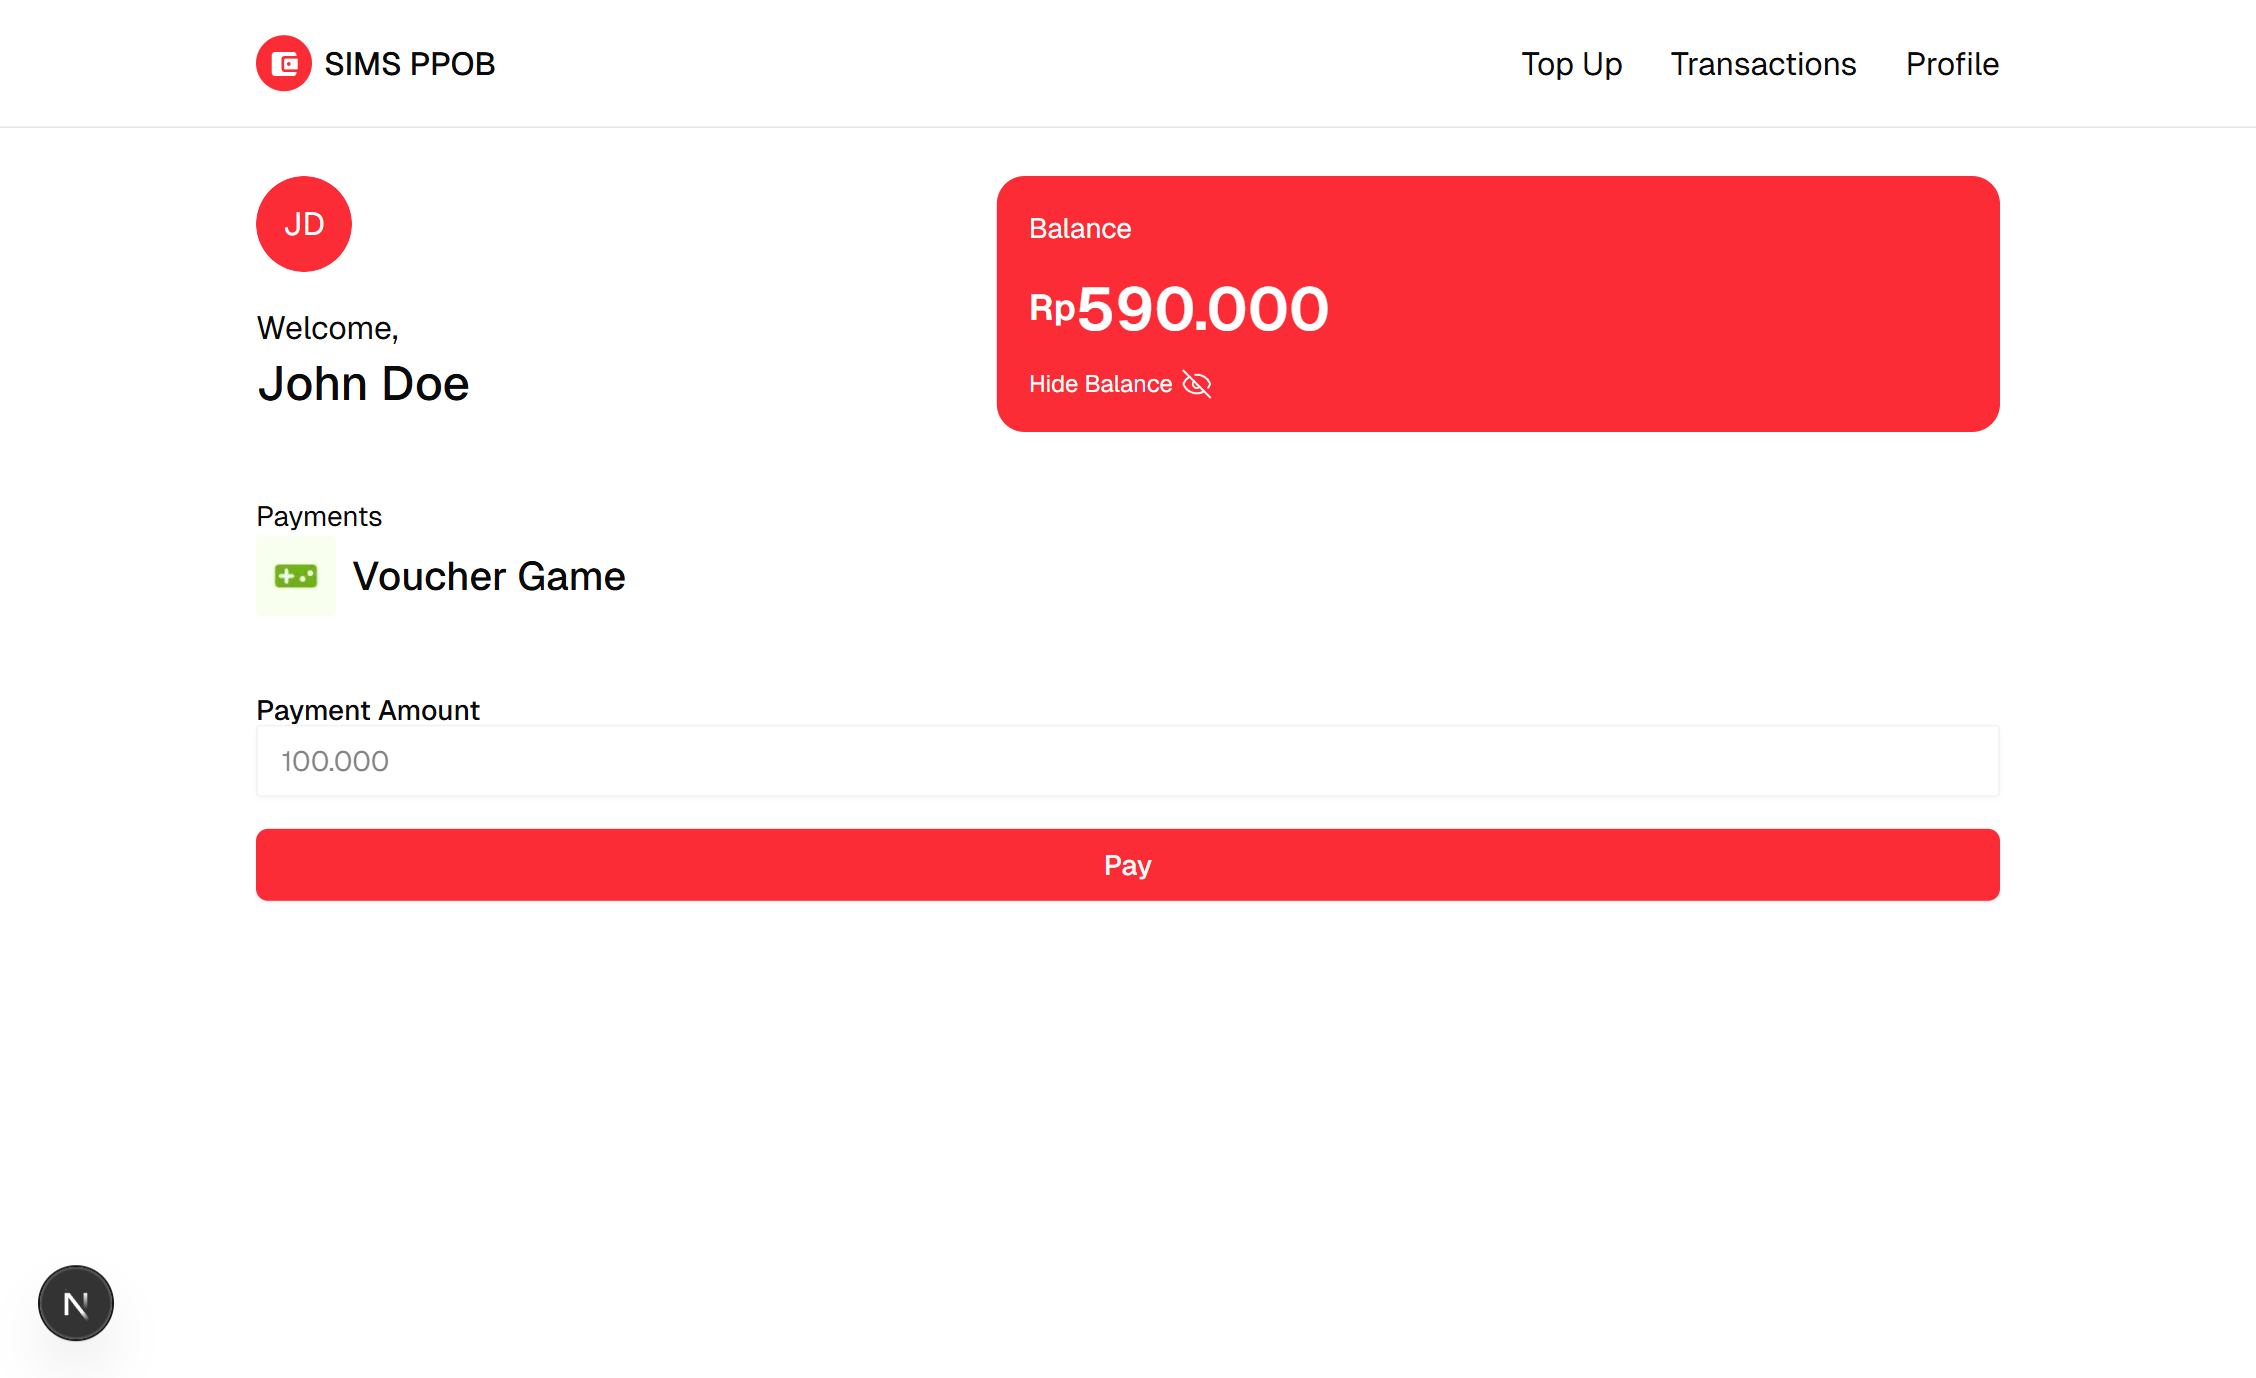 SIMS PPOB
Top Up
Transactions
Profile
JD
Welcome,
John Doe
Balance
Rp590.000
Hide Balance
Payments
Voucher Game
Payment Amount
100.000
Pay
N